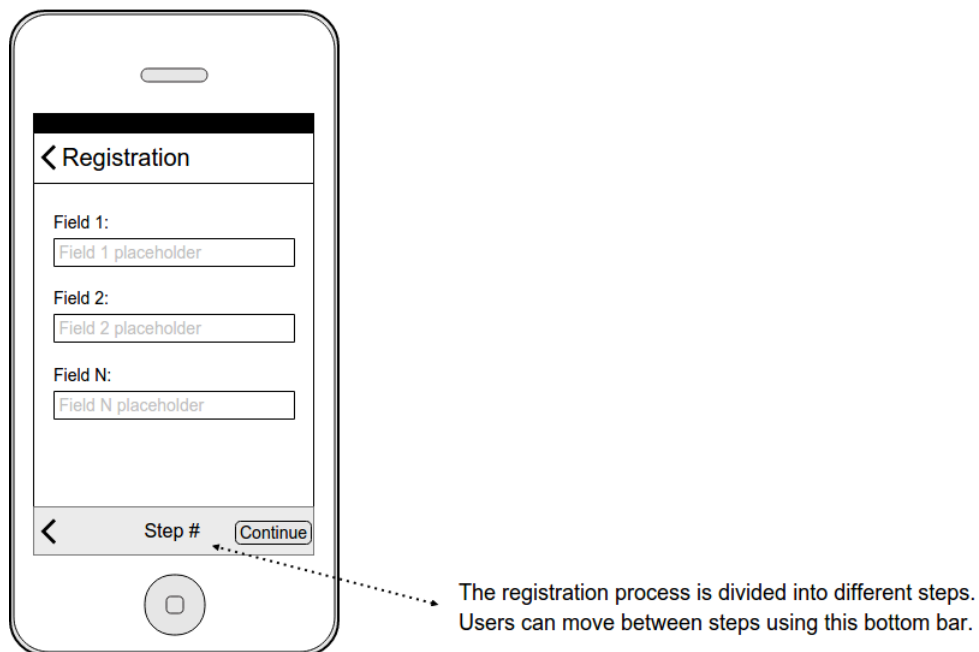 Registration
Field 1:
Field 1 placeholder
Field 2:
Field 2 placeholder
Field N:
Field N placeholder
Step #
Continue
The registration process is divided into different steps.
Users can move between steps using this bottom bar.